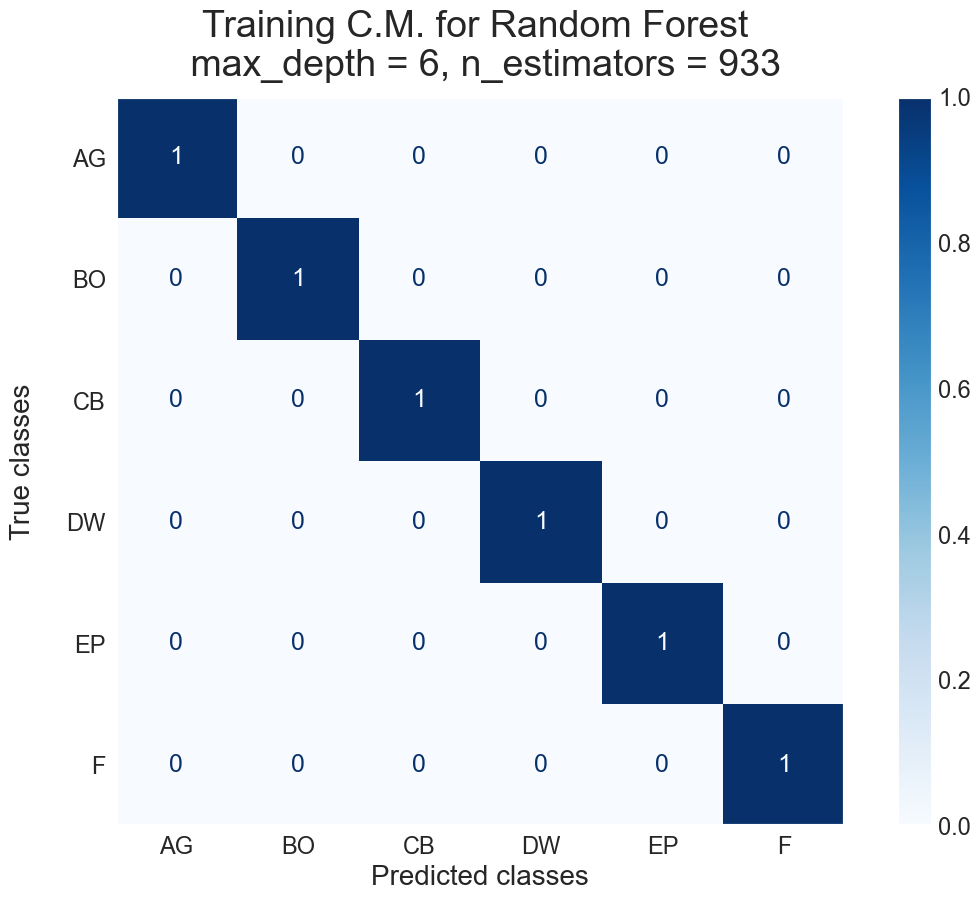 Training C.M. for Random Forest
max_depth = 6, n_estimators = 933
True classes
AG 1 0 0 0 0 0
BO 0 1 0 0 0 0
CB 0 0 1 0 0 0
DW 0 0 0 1 0 0
EP 0 0 0 0 1 0
F 0 0 0 0 0 1
AG BO CB DW EP F
Predicted classes
1.0
0.8
0.6
0.4
0.2
0.0